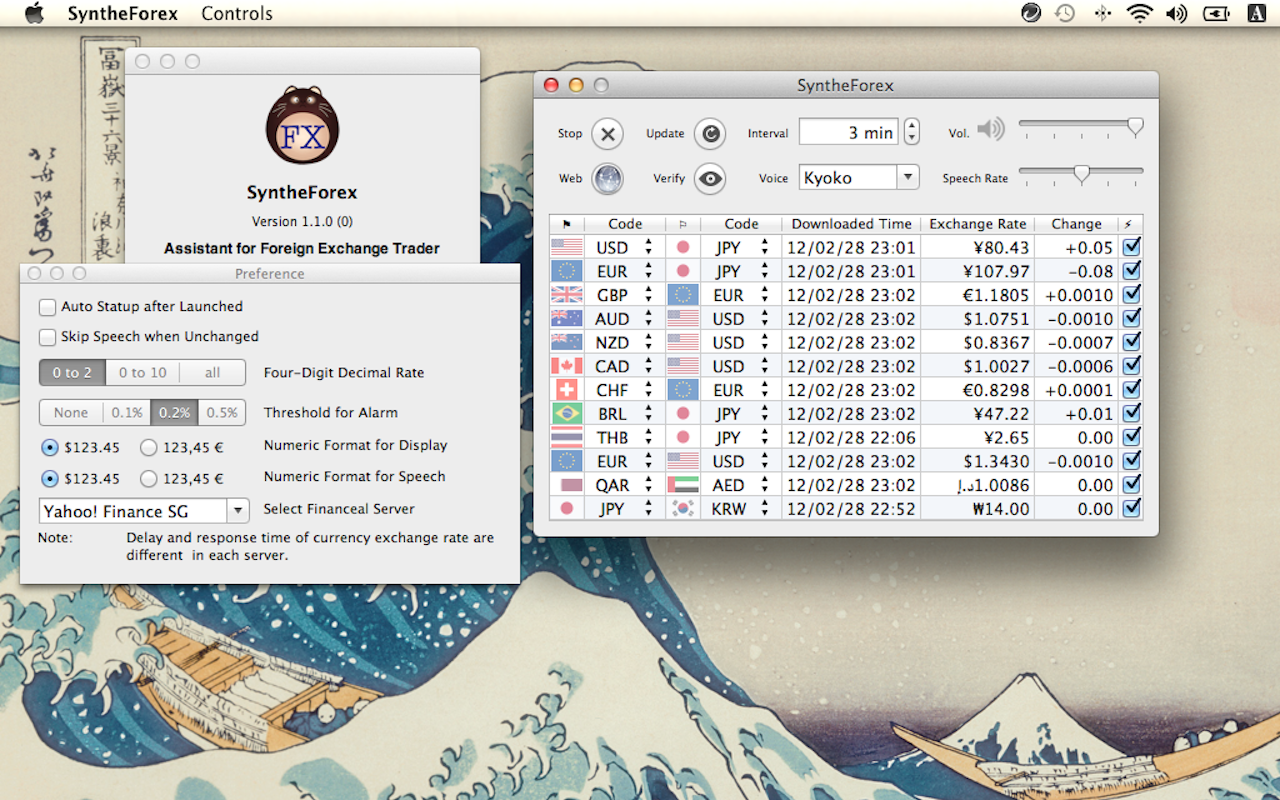 SyntheForex Controls
A
冨嶽三十六景 神奈川沖
浪裏
FX
SyntheForex
Version 1.1.0 (0)
Assistant for Foreign Exchange Trader
Preference
Auto Statup after Launched
Skip Speech when Unchanged
0 to 2 0 to 10 all Four-Digit Decimal Rate
None 0.1% 0.2% 0.5% Threshold for Alarm
$123.45 123,45 € Numeric Format for Display
$123.45 123,45 € Numeric Format for Speech
Yahoo! Finance SG Select Financeal Server
Note: Delay and response time of currency exchange rate are
different in each server.
SyntheForex
Stop Update Interval 3 min Vol.
Web Verify Voice Kyoko Speech Rate
Code Code Downloaded Time Exchange Rate Change
USD JPY 12/02/28 23:01 ¥80.43 +0.05
EUR JPY 12/02/28 23:01 ¥107.97 −0.08
GBP EUR 12/02/28 23:02 €1.1805 +0.0010
AUD USD 12/02/28 23:02 $1.0751 −0.0010
NZD USD 12/02/28 23:02 $0.8367 −0.0007
CAD USD 12/02/28 23:02 $1.0027 −0.0006
CHF EUR 12/02/28 23:02 €0.8298 +0.0001
BRL JPY 12/02/28 23:02 ¥47.22 +0.01
THB JPY 12/02/28 22:06 ¥2.65 0.00
EUR USD 12/02/28 23:02 $1.3430 −0.0010
QAR AED 12/02/28 23:02 د.إ1.0086 0.00
JPY KRW 12/02/28 22:52 ₩14.00 0.00